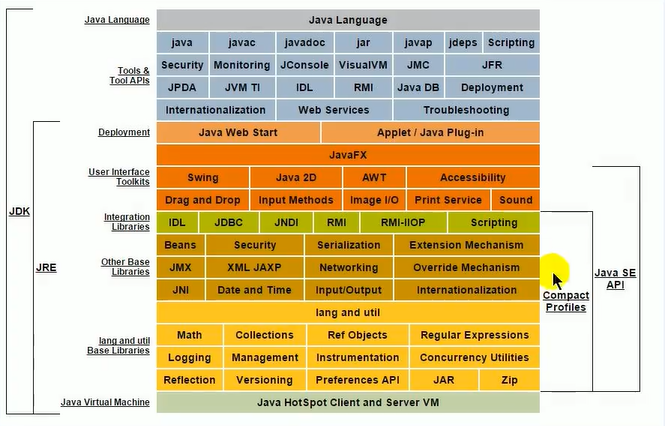 Java Language Java Language
java javac javadoc jar javap jdeps Scripting
Tools &
Tool APIs
Security Monitoring JConsole VisualVM JMC JFR
JPDA JVM TI IDL RMI Java DB Deployment
Internationalization Web Services Troubleshooting
Deployment Java Web Start Applet / Java Plug-in
JavaFX
User Interface
Toolkits
Swing Java 2D AWT Accessibility
Drag and Drop Input Methods Image I/O Print Service Sound
Integration
Libraries
IDL JDBC JNDI RMI RMI-IIOP Scripting
JDK
JRE
Other Base
Libraries
Beans Security Serialization Extension Mechanism
JMX XML JAXP Networking Override Mechanism
JNI Date and Time Input/Output Internationalization
Compact
Profiles
Java SE
API
lang and util
lang and util
Base Libraries
Math Collections Ref Objects Regular Expressions
Logging Management Instrumentation Concurrency Utilities
Reflection Versioning Preferences API JAR Zip
Java Virtual Machine Java HotSpot Client and Server VM